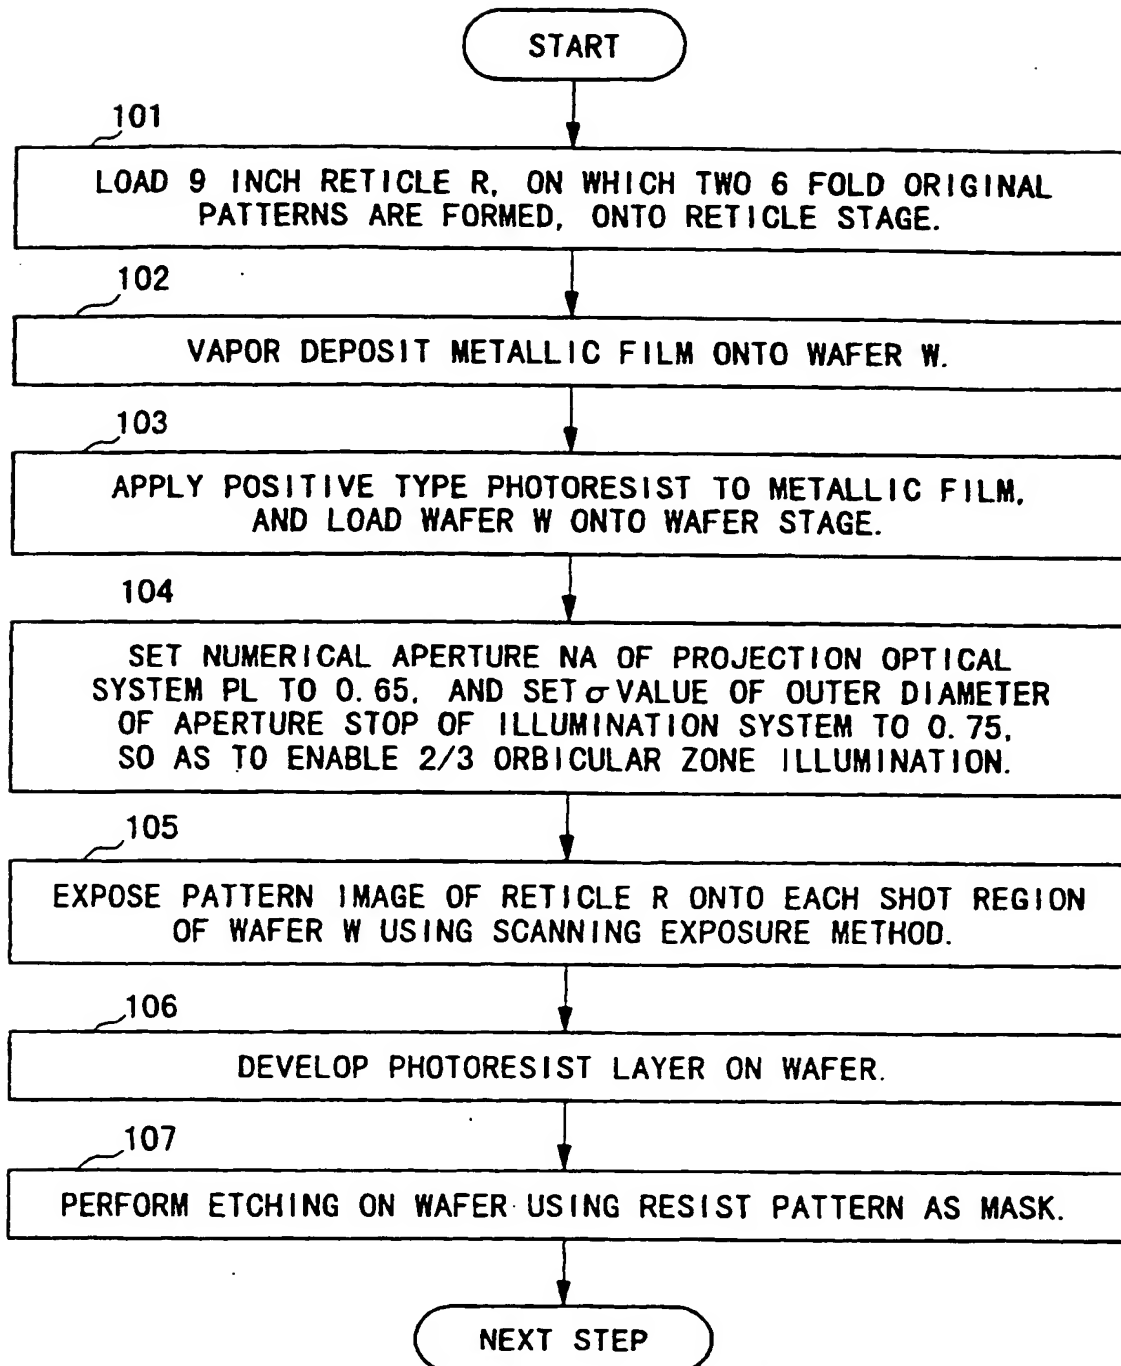 START
101
LOAD 9 INCH RETICLE R, ON WHICH TWO 6 FOLD ORIGINAL
PATTERNS ARE FORMED, ONTO RETICLE STAGE.
102
VAPOR DEPOSIT METALLIC FILM ONTO WAFER W.
103
APPLY POSITIVE TYPE PHOTORESIST TO METALLIC FILM,
AND LOAD WAFER W ONTO WAFER STAGE.
104
SET NUMERICAL APERTURE NA OF PROJECTION OPTICAL
SYSTEM PL TO 0.65, AND SET σ VALUE OF OUTER DIAMETER
OF APERTURE STOP OF ILLUMINATION SYSTEM TO 0.75,
SO AS TO ENABLE 2/3 ORBICULAR ZONE ILLUMINATION.
105
EXPOSE PATTERN IMAGE OF RETICLE R ONTO EACH SHOT REGION
OF WAFER W USING SCANNING EXPOSURE METHOD.
106
DEVELOP PHOTORESIST LAYER ON WAFER.
107
PERFORM ETCHING ON WAFER USING RESIST PATTERN AS MASK.
NEXT STEP